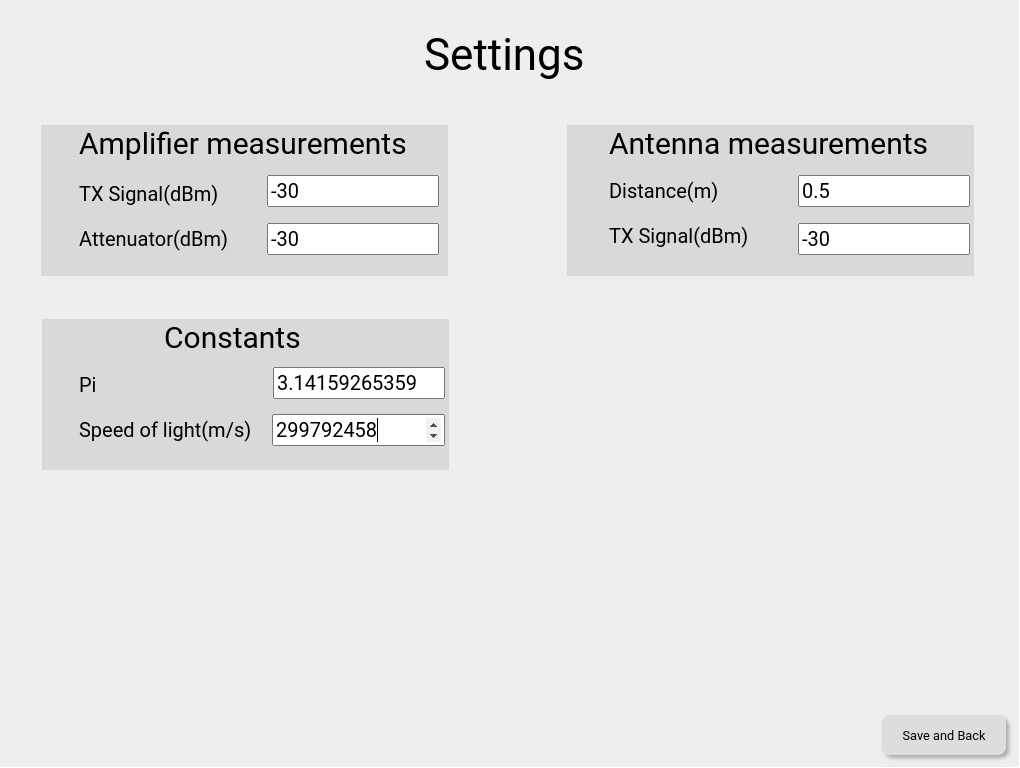 Settings
Amplifier measurements
TX Signal(dBm) -30
Attenuator(dBm) -30
Antenna measurements
Distance(m) 0.5
TX Signal(dBm) -30
Constants
Pi 3.14159265359
Speed of light(m/s) 299792458
Save and Back